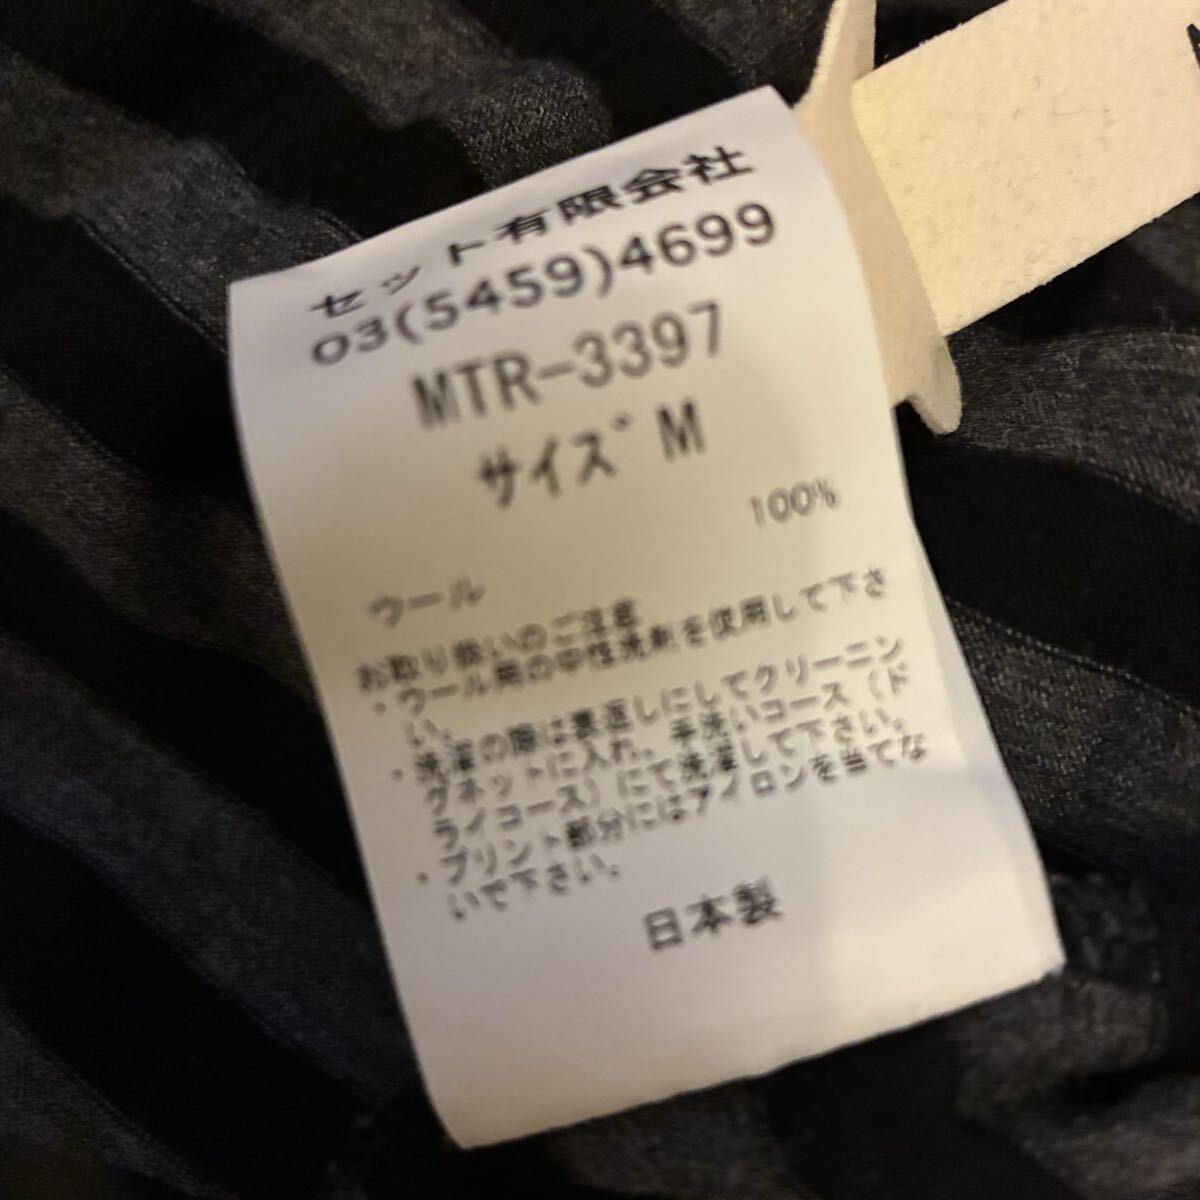 セット有限会社
03(5459)4699
MTR-3397
サイズ M
100%
ウール
お取り扱いのご注意
・ウール用の中性洗剤を使用して下さ
い。
・洗濯の際は裏返しにしてクリーニン
グネットに入れ、手洗いコース（ド
ライコース）にて洗濯して下さい。
・プリント部分にはアイロンを当てな
いで下さい。
日本製